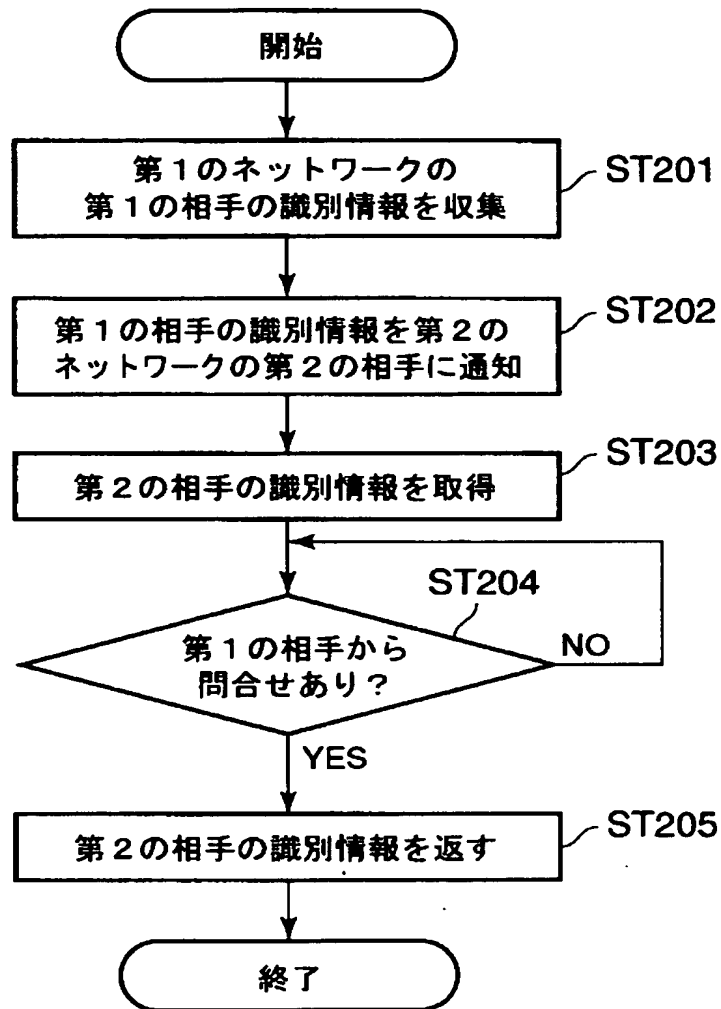 開始
第1のネットワークの
第1の相手の識別情報を収集
ST201
第1の相手の識別情報を第2の
ネットワークの第2の相手に通知
ST202
第2の相手の識別情報を取得
ST203
ST204
第1の相手から
問合せあり?
NO
YES
第2の相手の識別情報を返す
ST205
終了